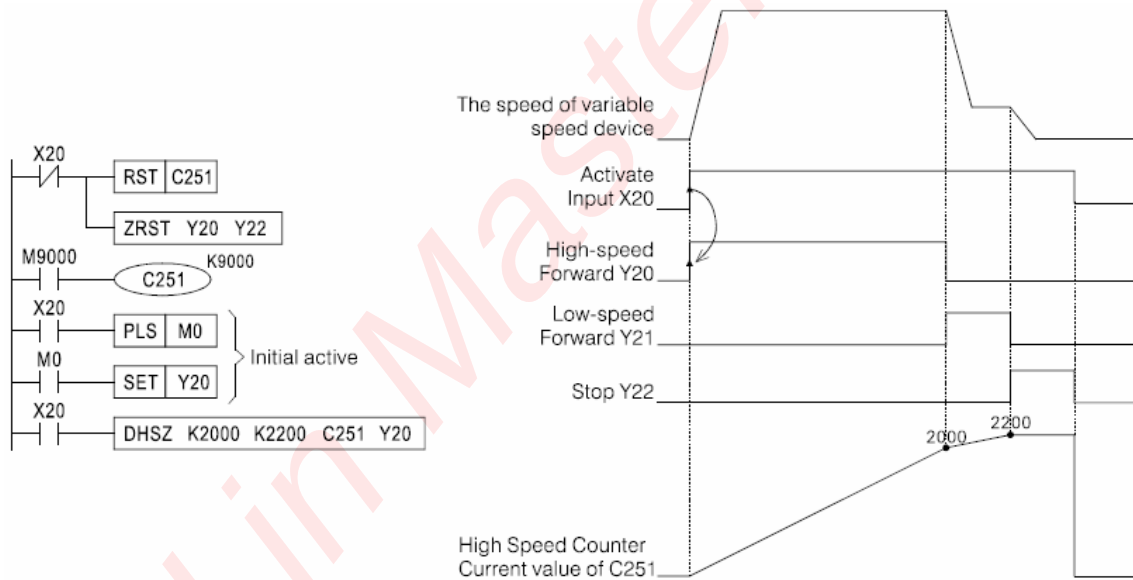 X20
RST C251
ZRST Y20 Y22
M9000
C251
K9000
X20
PLS M0
M0
SET Y20
Initial active
X20
DHSZ K2000 K2200 C251 Y20
The speed of variable
speed device
Activate
Input X20
High-speed
Forward Y20
Low-speed
Forward Y21
Stop Y22
2000
2200
High Speed Counter
Current value of C251
in Master